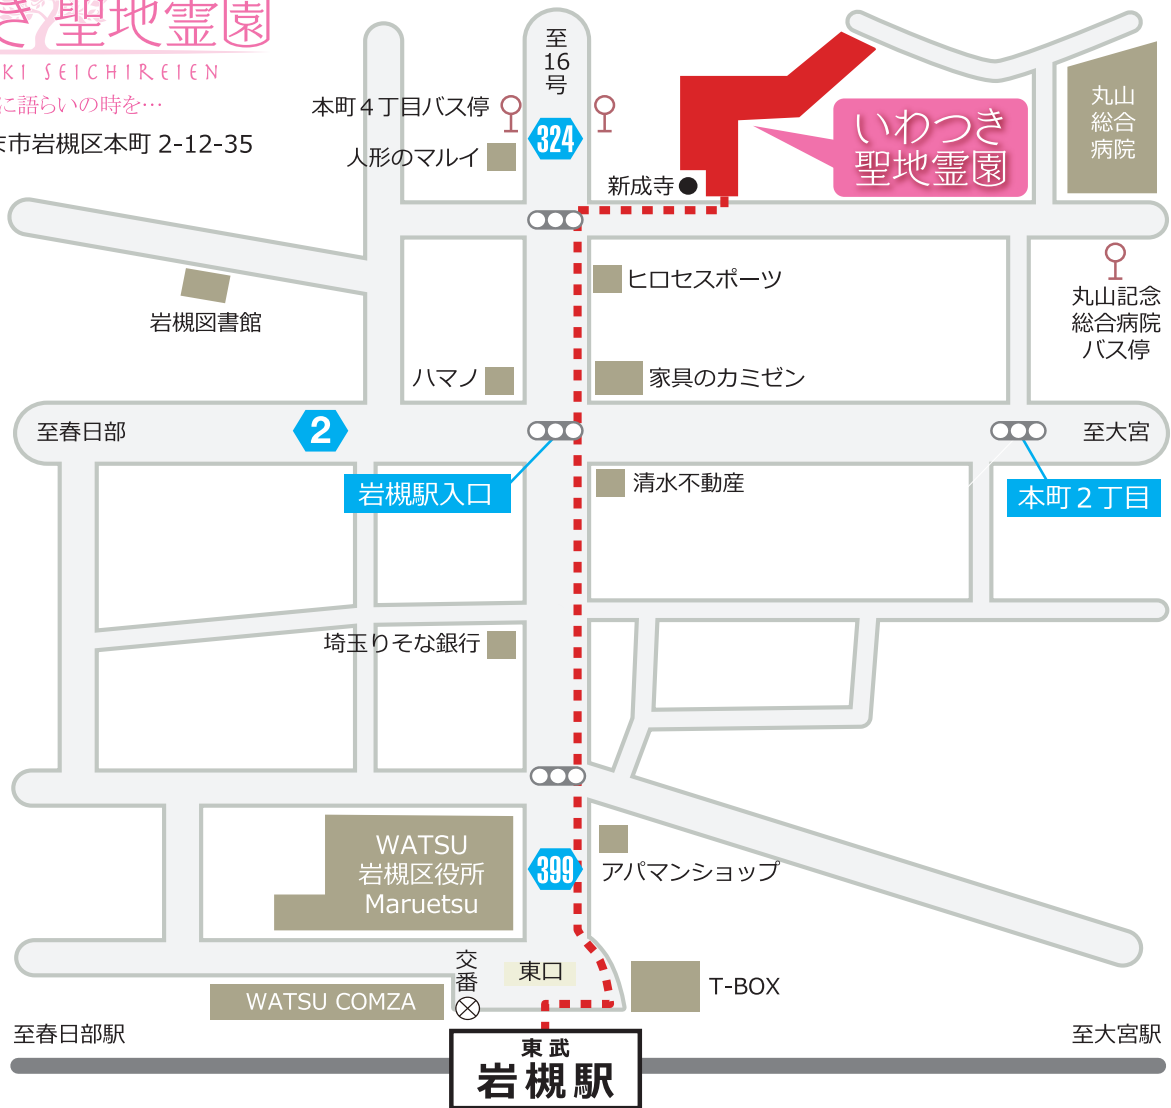 き聖地霊園
KI SEICHIREIEN
に語らいの時を…
市岩槻区本町 2-12-35
至
16
号
本町４丁目バス停
324
人形のマルイ
新成寺
いわつき
聖地霊園
丸山
総合
病院
ヒロセスポーツ
丸山記念
総合病院
バス停
岩槻図書館
ハマノ
家具のカミゼン
至春日部
2
至大宮
岩槻駅入口
清水不動産
本町２丁目
埼玉りそな銀行
WATSU
岩槻区役所
Maruetsu
399
アパマンショップ
交
番
東口
T-BOX
WATSU COMZA
至春日部駅
至大宮駅
東武
岩槻駅